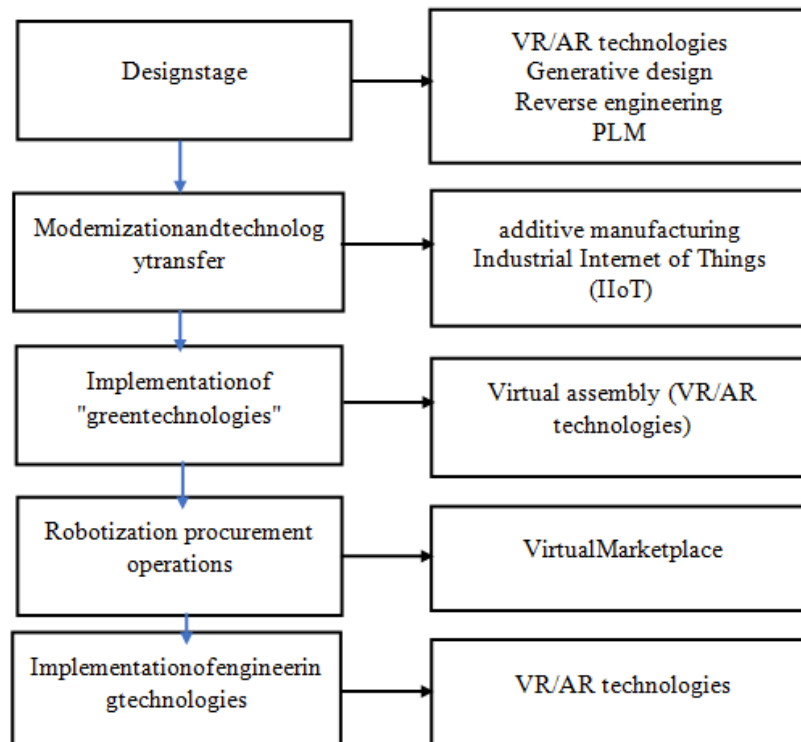 Designstage
VR/AR technologies
Generative design
Reverse engineering
PLM
Modernizationandtechnolog
ytransfer
additive manufacturing
Industrial Internet of Things
(IIoT)
Implementationof
"greentechnologies"
Virtual assembly (VR/AR
technologies)
Robotization procurement
operations
VirtualMarketplace
Implementationofengineerin
gtechnologies
VR/AR technologies